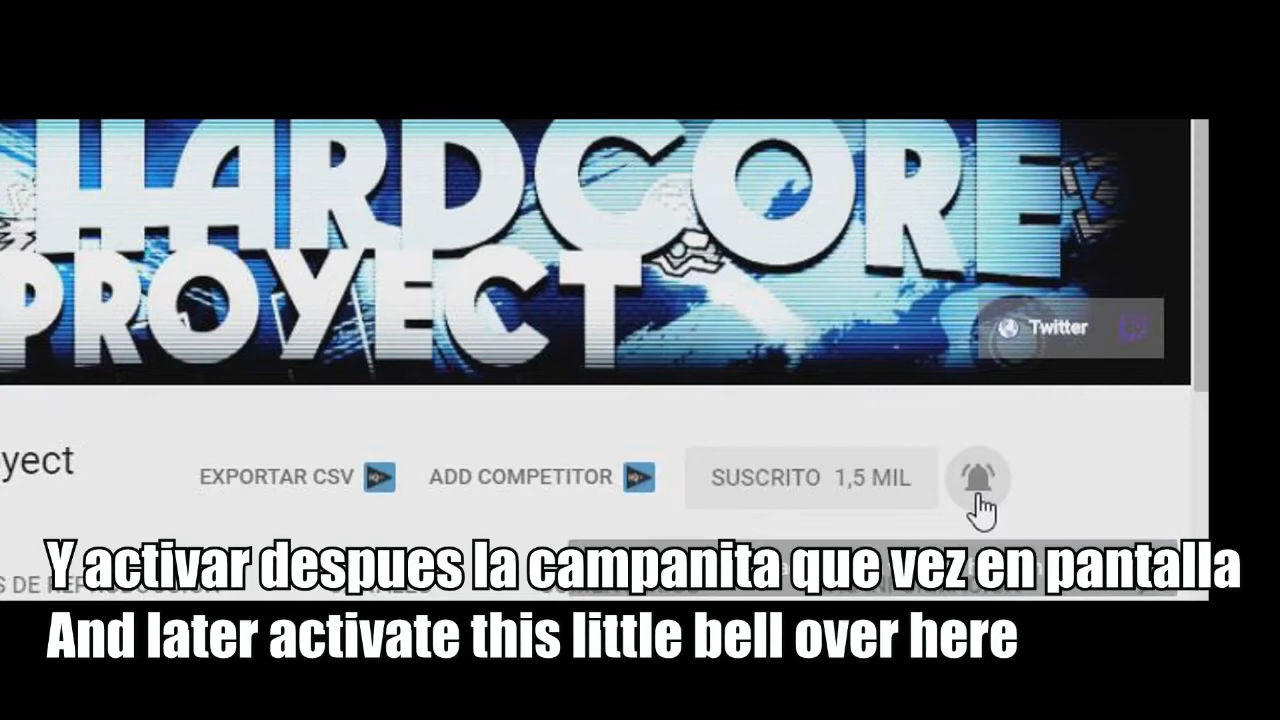 HARDCORE
PROYECT
Twitter
yect
EXPORTAR CSV
ADD COMPETITOR
SUSCRITO 1,5 MIL
Y activar despues la campanita que vez en pantalla
And later activate this little bell over here